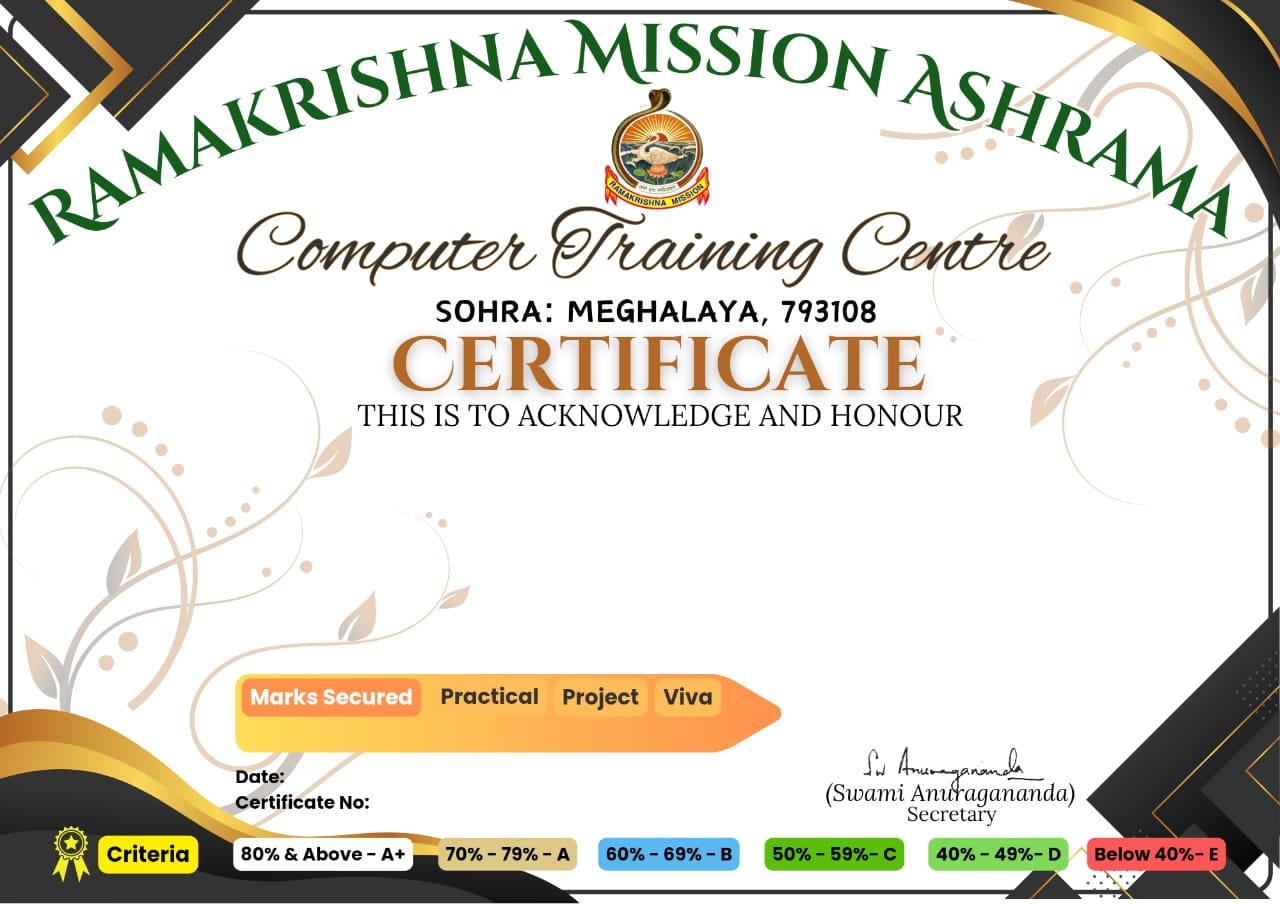 RAMAKRISHNA MISSION ASHRAMA
RAMAKRISHNA MISSION
Computer Training Centre
SOHRA: MEGHALAYA, 793108
CERTIFICATE
THIS IS TO ACKNOWLEDGE AND HONOUR
Marks Secured Practical Project Viva
Date:
Certificate No:
Sw Anuragananda
(Swami Anuragananda)
Secretary
Criteria 80% & Above - A+ 70% - 79% - A 60% - 69% - B 50% - 59%- C 40% - 49%- D Below 40%- E